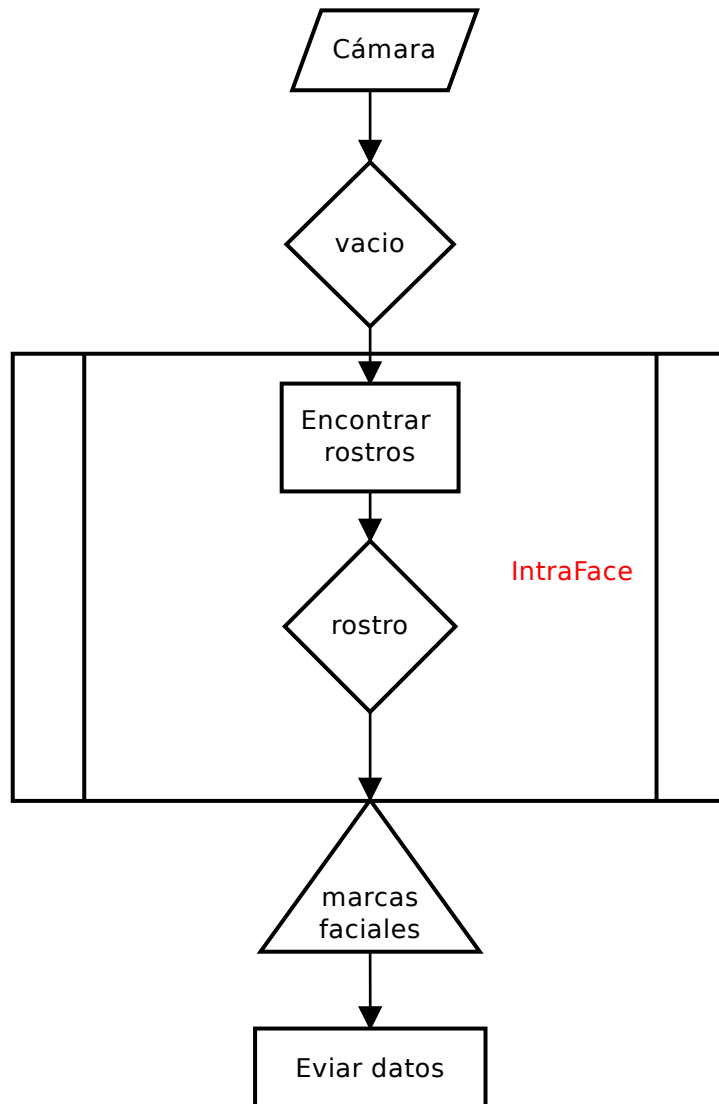 Cámara
vacio
Encontrar
rostros
IntraFace
rostro
marcas
faciales
Eviar datos